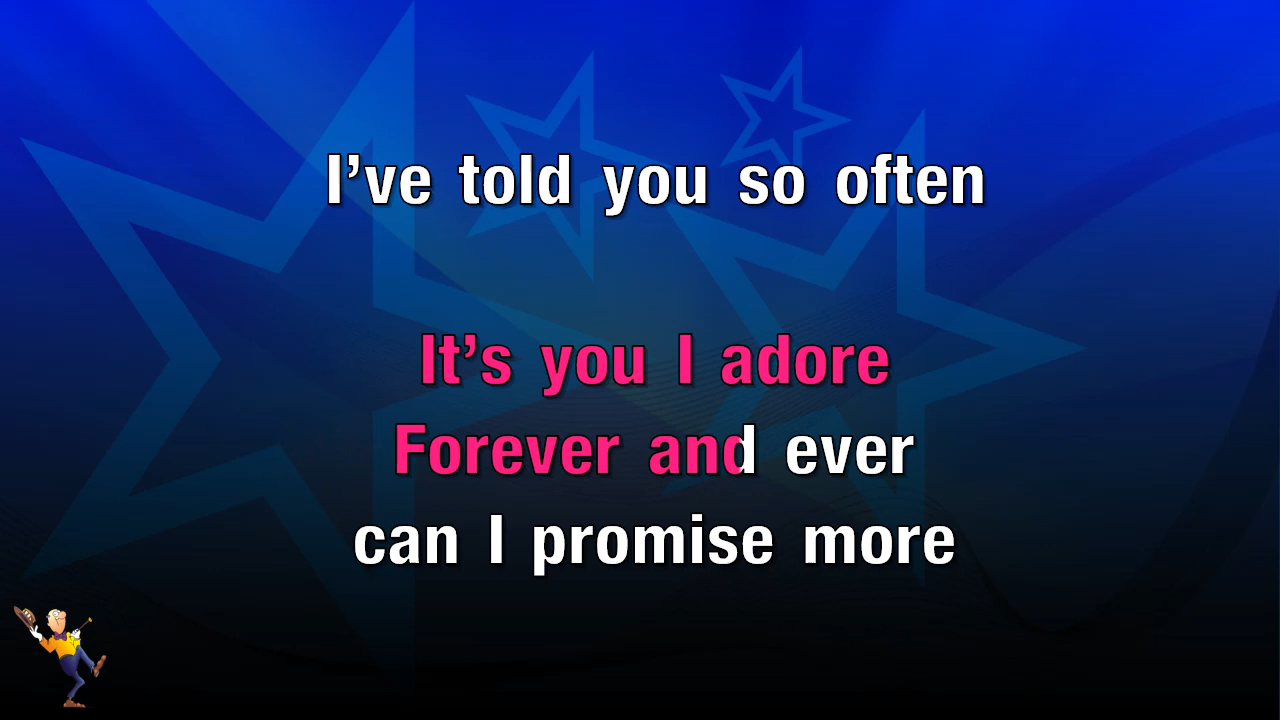 I’ve told you so often
It’s you I adore
Forever and ever
can I promise more